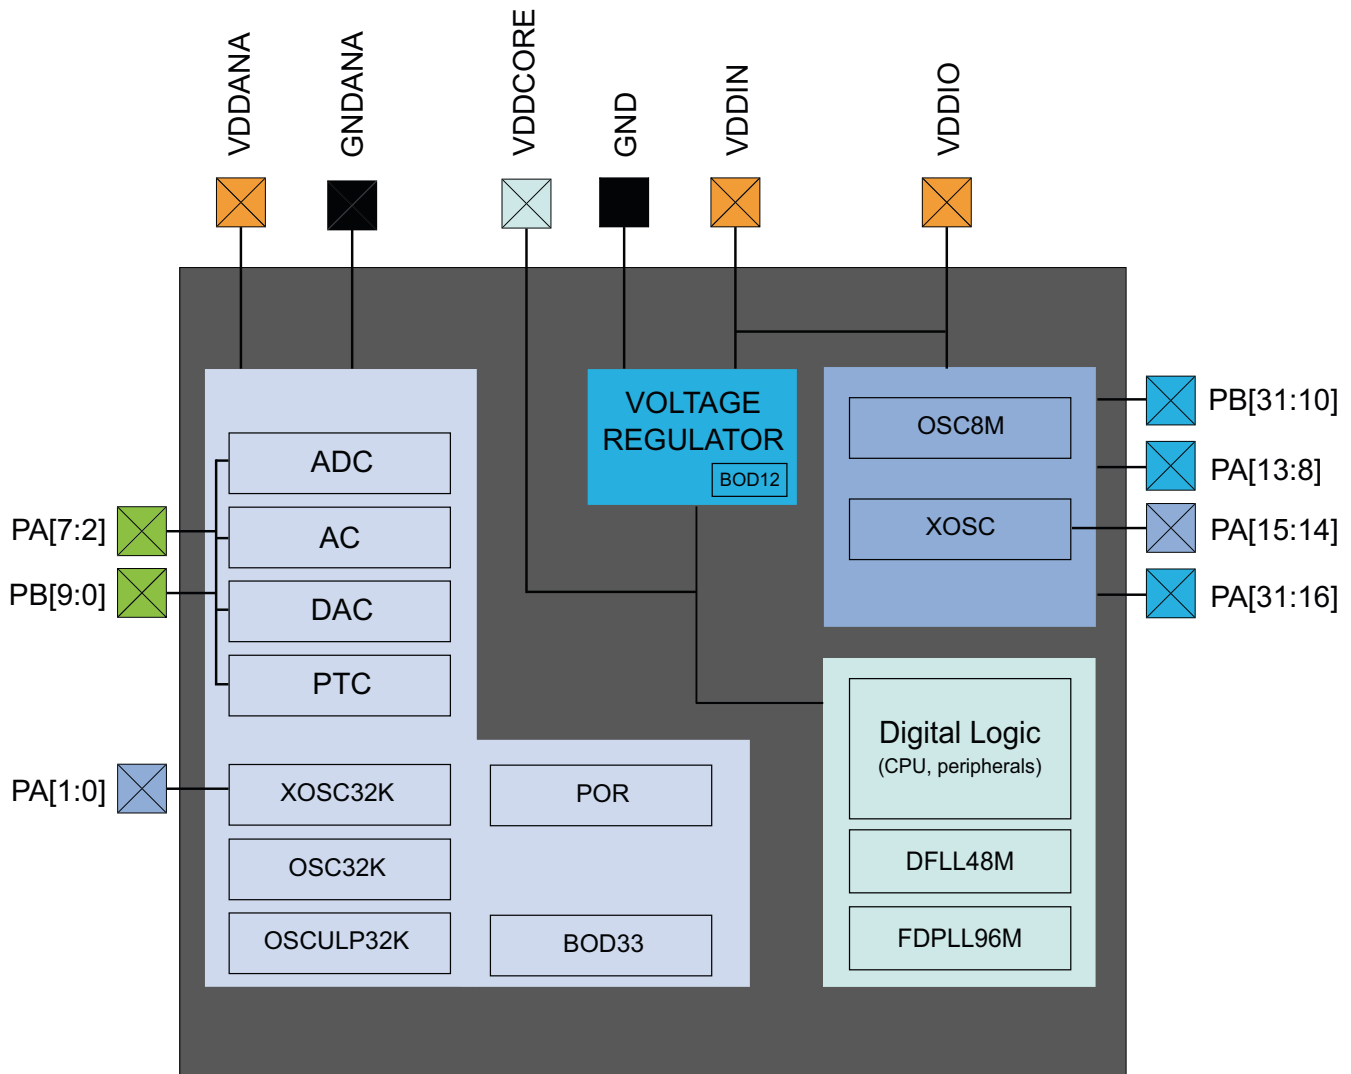 VDDANA
GNDANA
VDDCORE
GND
VDDIN
VDDIO
VOLTAGE
REGULATOR
BOD12
OSC8M
XOSC
PB[31:10]
PA[13:8]
PA[15:14]
PA[31:16]
ADC
AC
DAC
PTC
PA[7:2]
PB[9:0]
PA[1:0]
XOSC32K
OSC32K
OSCULP32K
POR
BOD33
Digital Logic
(CPU, peripherals)
DFLL48M
FDPLL96M